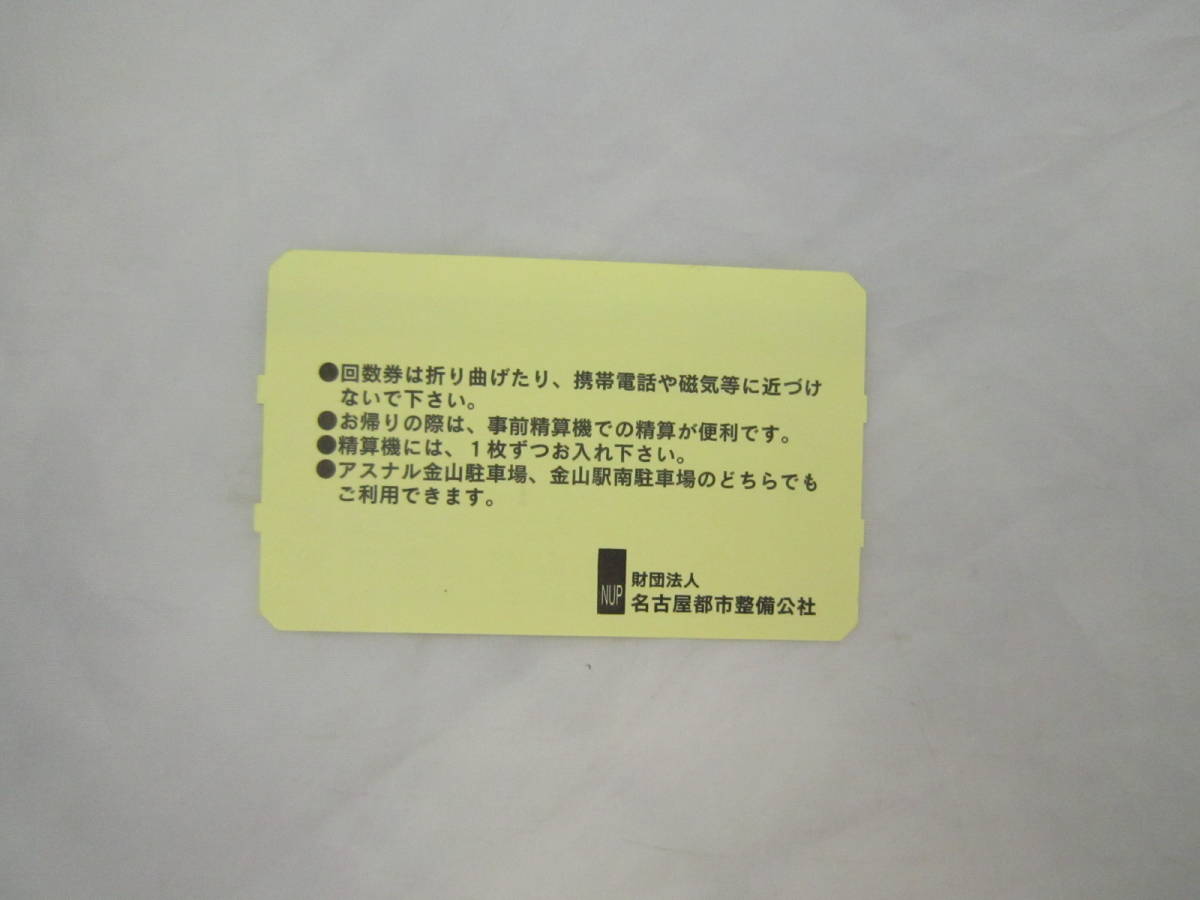 ●回数券は折り曲げたり、携帯電話や磁気等に近づけ
ないで下さい。
●お帰りの際は、事前精算機での精算が便利です。
●精算機には、1枚ずつお入れ下さい。
●アスナル金山駐車場、金山駅南駐車場のどちらでも
ご利用できます。
NUP
財団法人
名古屋都市整備公社